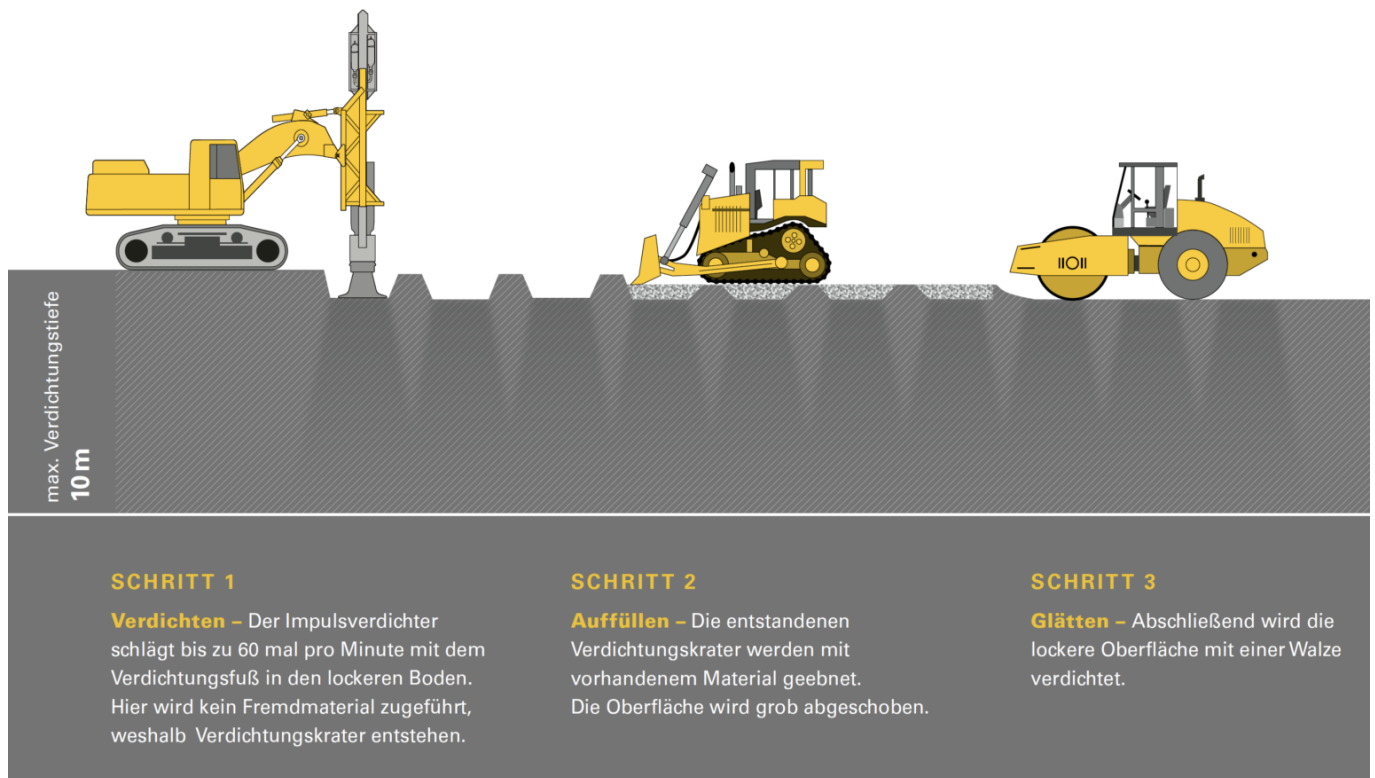 max. Verdichtungstiefe
10 m
SCHRITT 1
Verdichten – Der Impulsverdichter
schlägt bis zu 60 mal pro Minute mit dem
Verdichtungsfuß in den lockeren Boden.
Hier wird kein Fremdmaterial zugeführt,
weshalb Verdichtungskrater entstehen.
SCHRITT 2
Auffüllen – Die entstandenen
Verdichtungskrater werden mit
vorhandenem Material geebnet.
Die Oberfläche wird grob abgeschoben.
SCHRITT 3
Glätten – Abschließend wird die
lockere Oberfläche mit einer Walze
verdichtet.